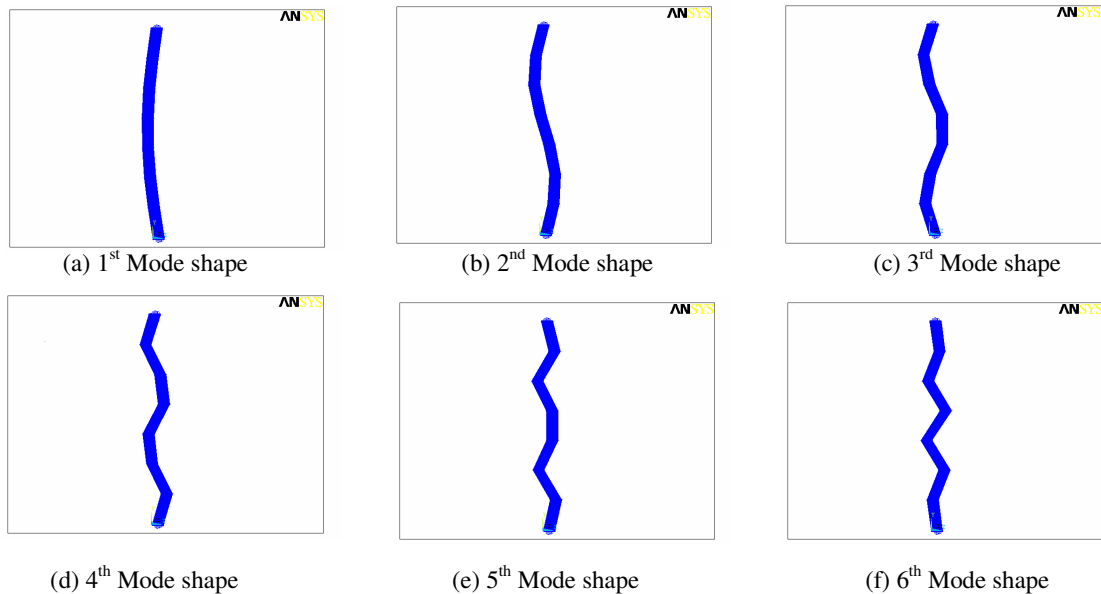 ANSYS
ANSYS
ANSYS
(a) 1st Mode shape
(b) 2nd Mode shape
(c) 3rd Mode shape
ANSYS
ANSYS
ANSYS
(d) 4th Mode shape
(e) 5th Mode shape
(f) 6th Mode shape